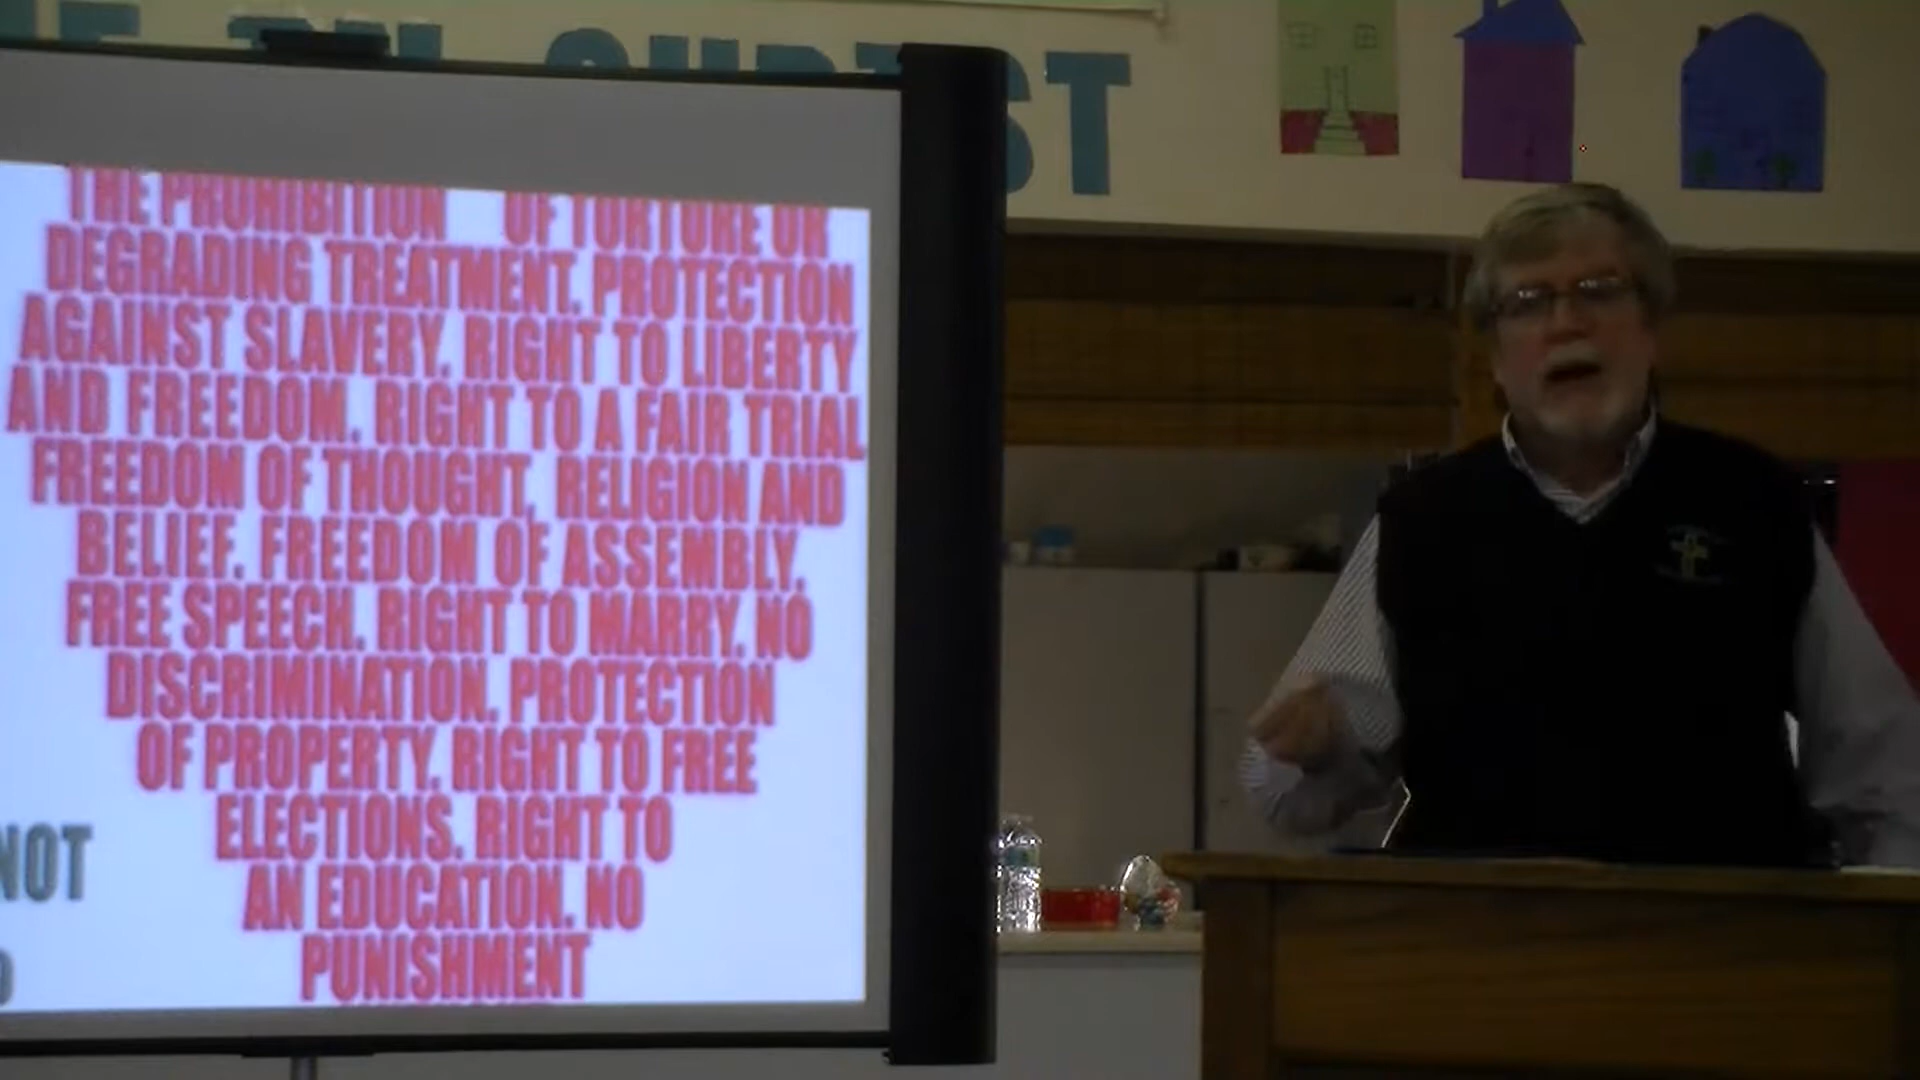 IN CHRIST
THE PROHIBITION OF TORTURE OR
DEGRADING TREATMENT. PROTECTION
AGAINST SLAVERY. RIGHT TO LIBERTY
AND FREEDOM. RIGHT TO A FAIR TRIAL
FREEDOM OF THOUGHT, RELIGION AND
BELIEF. FREEDOM OF ASSEMBLY.
FREE SPEECH. RIGHT TO MARRY. NO
DISCRIMINATION. PROTECTION
OF PROPERTY. RIGHT TO FREE
ELECTIONS. RIGHT TO
AN EDUCATION. NO
PUNISHMENT
NOT